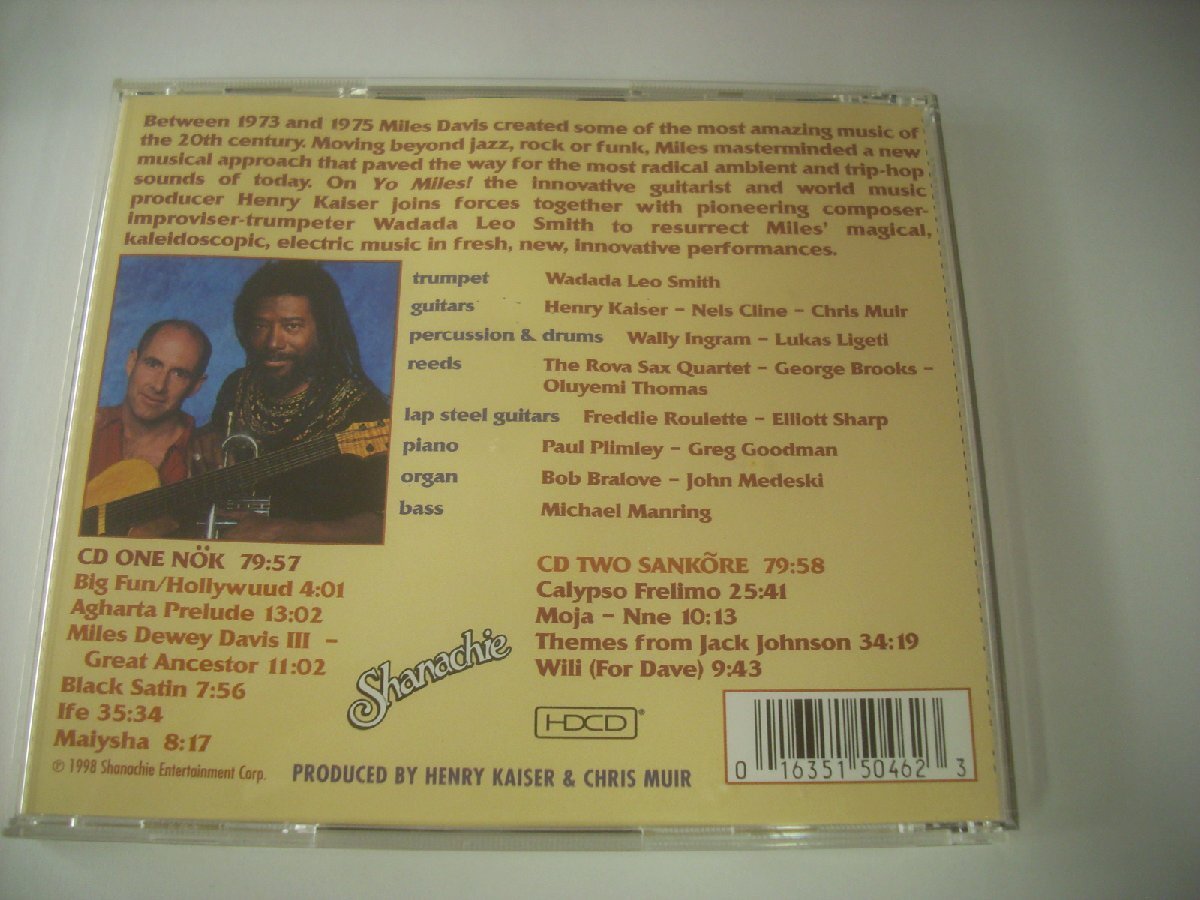 Between 1973 and 1975 Miles Davis created some of the most amazing music of
the 20th century. Moving beyond jazz, rock or funk, Miles masterminded a new
musical approach that paved the way for the most radical ambient and trip-hop
sounds of today. On Yo Miles! the innovative guitarist and world music
producer Henry Kaiser joins forces together with pioneering composer-
improviser-trumpeter Wadada Leo Smith to resurrect Miles' magical,
kaleidoscopic, electric music in fresh, new, innovative performances.
trumpet Wadada Leo Smith
guitars Henry Kaiser – Nels Cline – Chris Muir
percussion & drums Wally Ingram – Lukas Ligeti
reeds The Rova Sax Quartet – George Brooks –
Oluyemi Thomas
lap steel guitars Freddie Roulette – Elliott Sharp
piano Paul Plimley – Greg Goodman
organ Bob Bralove – John Medeski
bass Michael Manring
CD ONE NÖK 79:57
Big Fun/Hollywuud 4:01
Agharta Prelude 13:02
Miles Dewey Davis III –
Great Ancestor 11:02
Black Satin 7:56
Ife 35:34
Maiysha 8:17
CD TWO SANKÕRE 79:58
Calypso Frelimo 25:41
Moja – Nne 10:13
Themes from Jack Johnson 34:19
Wili (For Dave) 9:43
Shanachie
HDCD®
℗ 1998 Shanachie Entertainment Corp.
PRODUCED BY HENRY KAISER & CHRIS MUIR
0 16351 50462 3